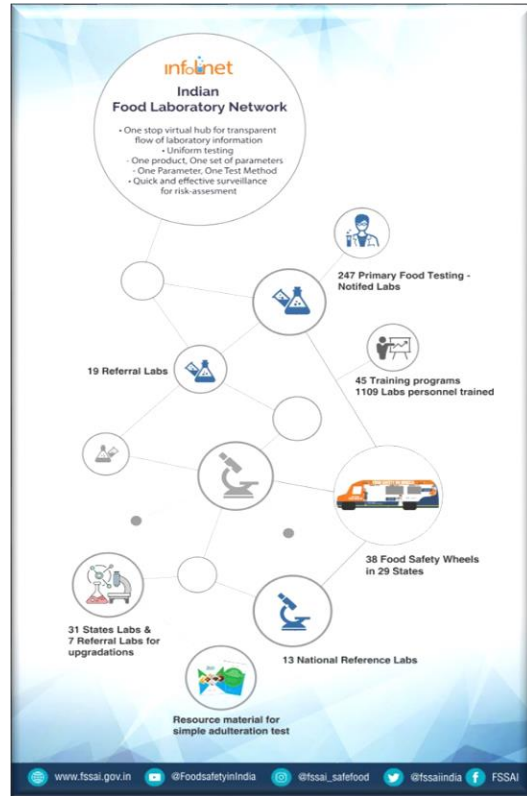 infolnet
Indian
Food Laboratory Network
• One stop virtual hub for transparent
flow of laboratory information
• Uniform testing
- One product, One set of parameters
- One Parameter, One Test Method
• Quick and effective surveillance
for risk-assesment
247 Primary Food Testing -
Notifed Labs
19 Referral Labs
45 Training programs
1109 Labs personnel trained
38 Food Safety Wheels
in 29 States
31 States Labs &
7 Referral Labs for
upgradations
13 National Reference Labs
Resource material for
simple adulteration test
www.fssai.gov.in @FoodsafetyinIndia @fssai_safefood @fssaiindia FSSAI